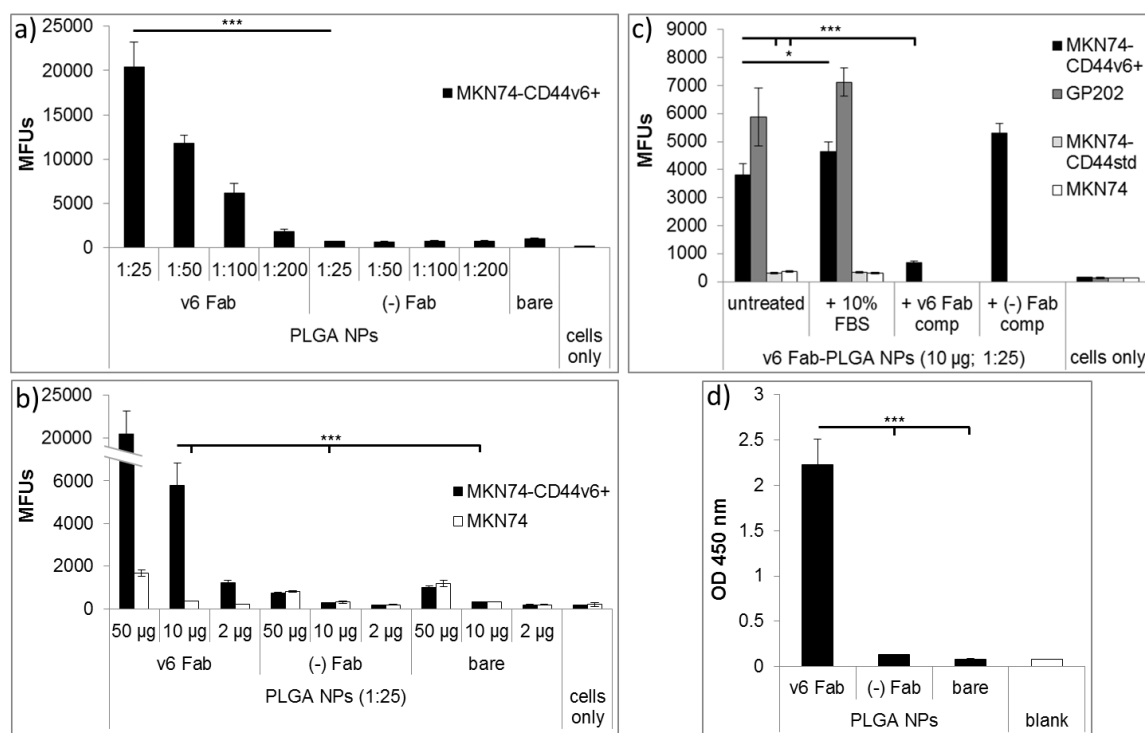 a)
25000
20000
15000
10000
5000
0
MFUs
***
MKN74-CD44v6+
1:25 1:50 1:100 1:200 1:25 1:50 1:100 1:200
v6 Fab (-) Fab bare
PLGA NPs
cells
only
b)
25000
20000
6000
4000
2000
0
MFUs
***
MKN74-CD44v6+
MKN74
50 µg 10 µg 2 µg 50 µg 10 µg 2 µg 50 µg 10 µg 2 µg
v6 Fab (-) Fab bare
PLGA NPs (1:25)
cells
only
c)
9000
8000
7000
6000
5000
4000
3000
2000
1000
0
MFUs
***
*
MKN74-
CD44v6+
GP202
MKN74-
CD44std
MKN74
untreated + 10% + v6 Fab + (-) Fab
FBS comp comp
v6 Fab-PLGA NPs (10 µg; 1:25) cells only
d)
3
2.5
2
1.5
1
0.5
0
OD 450 nm
***
v6 Fab (-) Fab bare
PLGA NPs blank